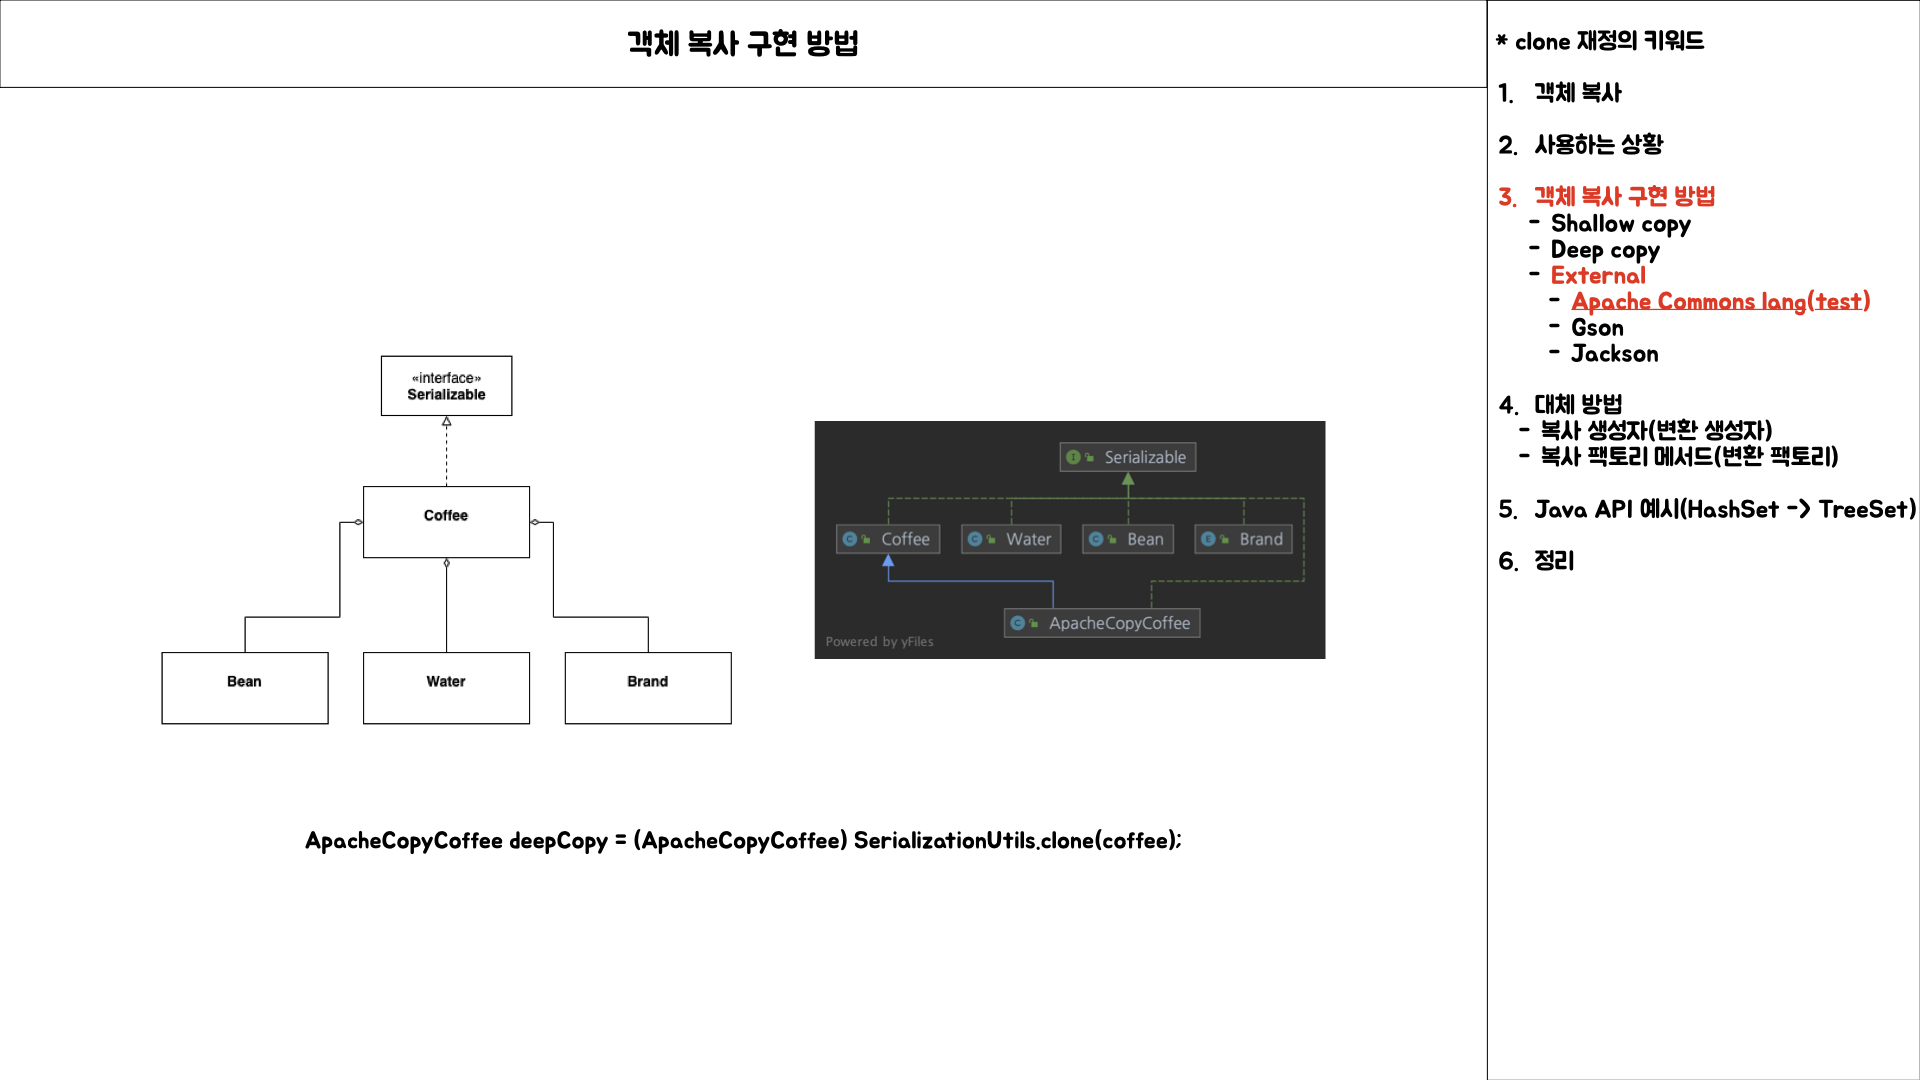 객체 복사 구현 방법
«interface»
Serializable
Coffee
Bean
Water
Brand
Serializable
Coffee
Water
Bean
Brand
ApacheCopyCoffee
Powered by yFiles
ApacheCopyCoffee deepCopy = (ApacheCopyCoffee) SerializationUtils.clone(coffee);
* clone 재정의 키워드
1. 객체 복사
2. 사용하는 상황
3. 객체 복사 구현 방법
- Shallow copy
- Deep copy
- External
- Apache Commons lang(test)
- Gson
- Jackson
4. 대체 방법
- 복사 생성자(변환 생성자)
- 복사 팩토리 메서드(변환 팩토리)
5. Java API 예시(HashSet -> TreeSet)
6. 정리